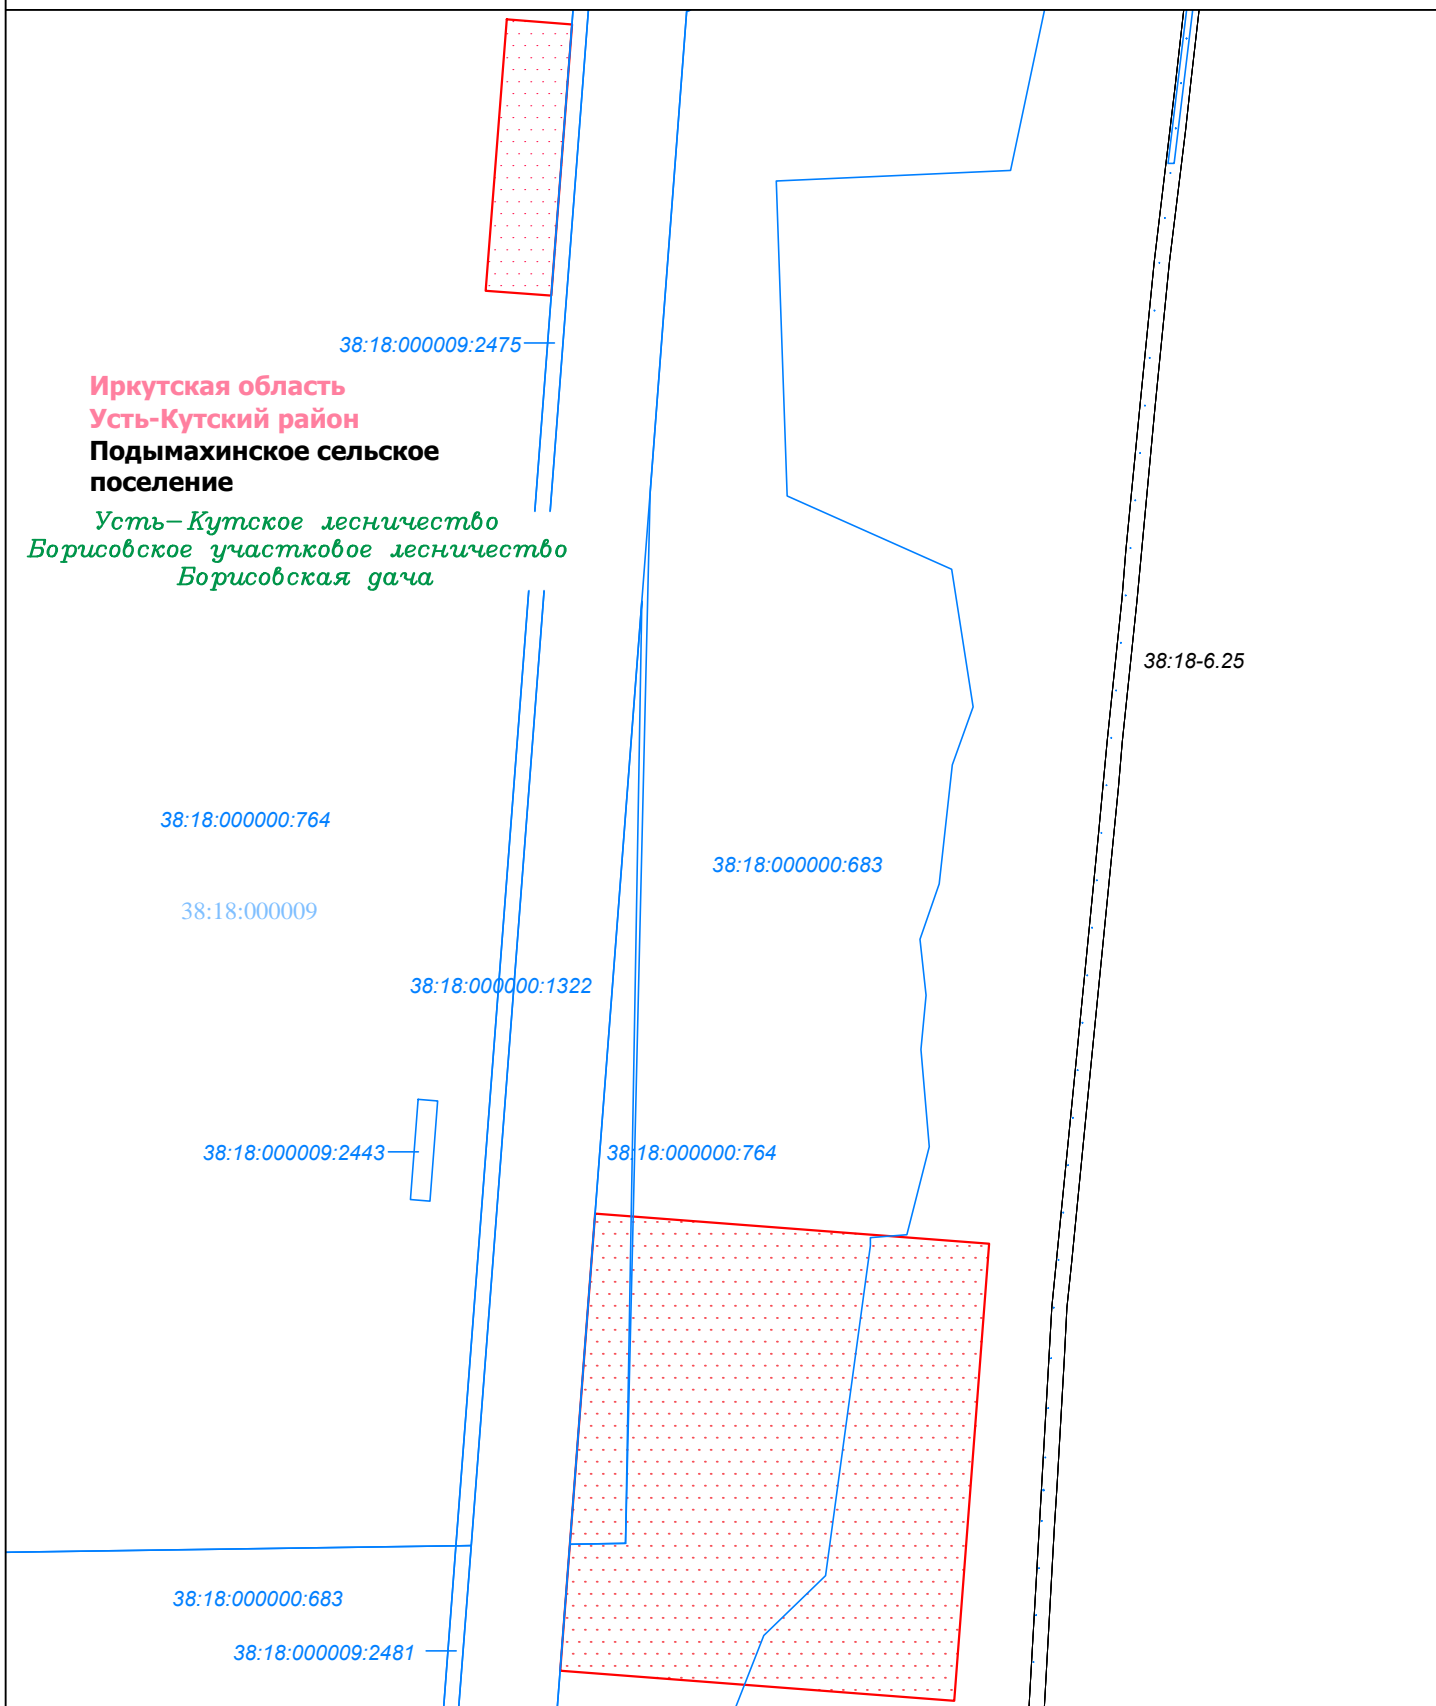 38:18:000009:2475
Иркутская область
Усть-Кутский район
Подымахинское сельское
поселение
Усть-Кутское лесничество
Борисовское участковое лесничество
Борисовская дача
38:18-6.25
38:18:000000:764
38:18:000000:683
38:18:000009
38:18:000000:1322
38:18:000009:2443
38:18:000000:764
38:18:000000:683
38:18:000009:2481